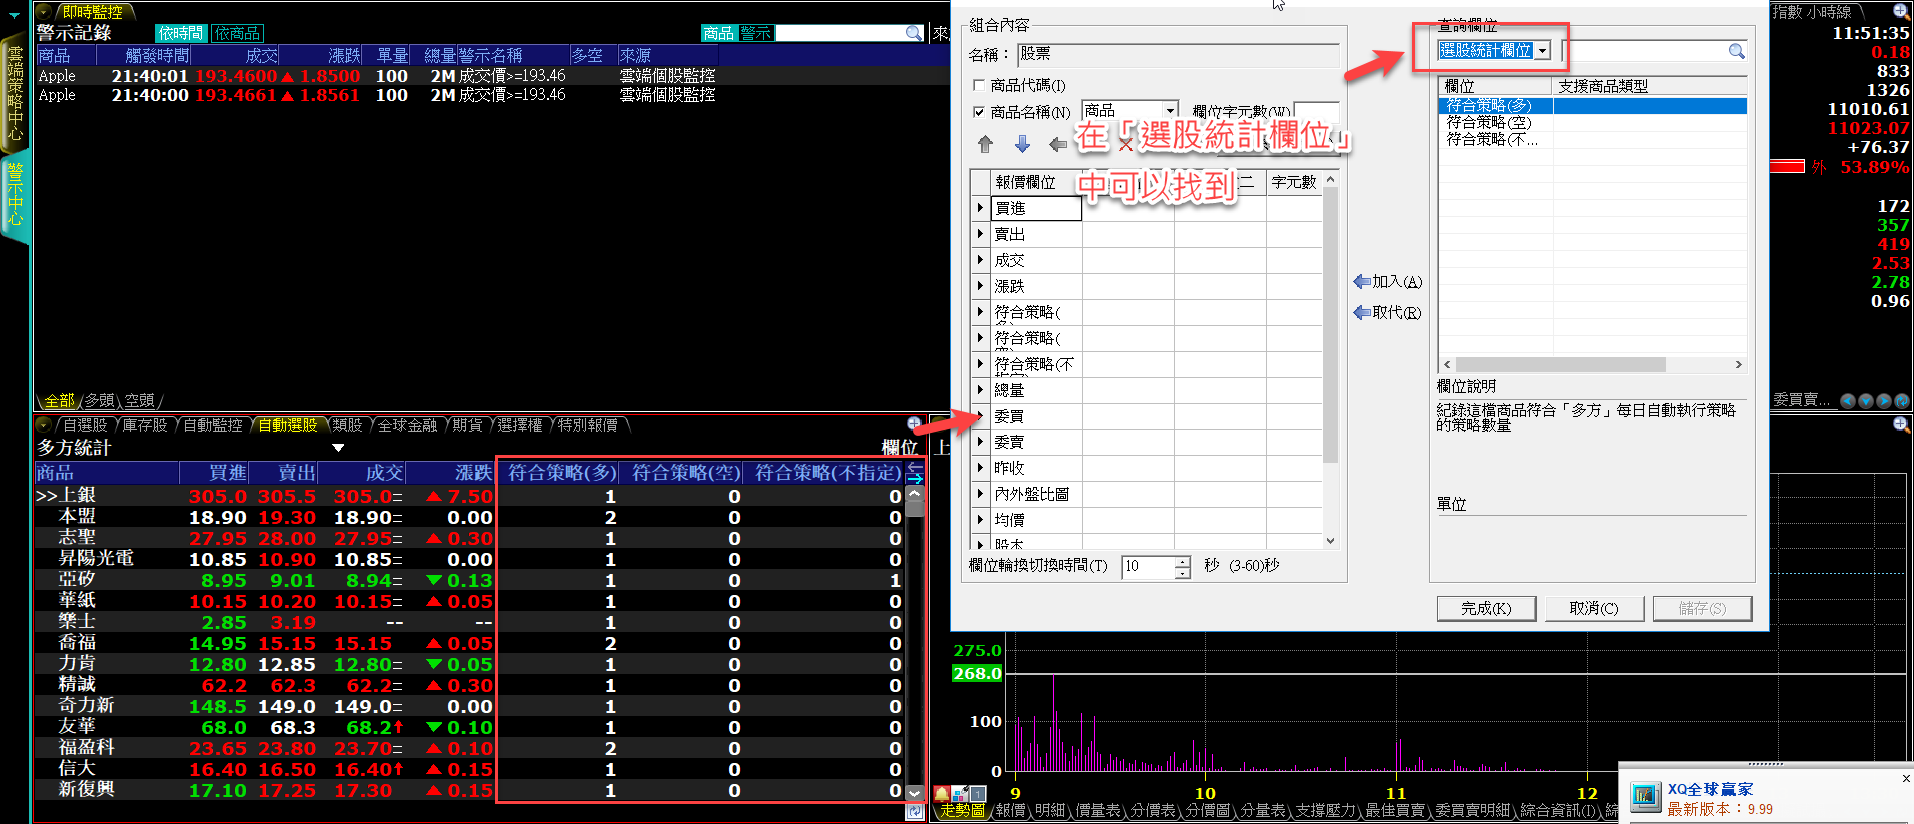 即時監控
警示記錄 依時間 依商品 商品 警示
商品 觸發時間 成交 漲跌 單量 總量 警示名稱 多空 來源
Apple 21:40:01 193.4600 ▲ 1.8500 100 2M 成交價>=193.46 雲端個股監控
Apple 21:40:00 193.4661 ▲ 1.8561 100 2M 成交價>=193.46 雲端個股監控
雲端策略中心
警示中心
全部 多頭 空頭
自選股 庫存股 自動監控 自動選股 類股 全球金融 期貨 選擇權 特別報價
多方統計 ▼ 欄位
商品 買進 賣出 成交 漲跌 符合策略(多) 符合策略(空) 符合策略(不指定)
>>上銀 305.0 305.5 305.0= ▲ 7.50 1 0 0
本盟 18.90 19.30 18.90= 0.00 2 0 0
志聖 27.95 28.00 27.95= ▲ 0.30 1 0 0
昇陽光電 10.85 10.90 10.85= 0.00 1 0 0
亞矽 8.95 9.01 8.94= ▼ 0.13 1 0 1
華紙 10.15 10.20 10.15= ▲ 0.05 1 0 0
樂士 2.85 3.19 -- -- 1 0 0
喬福 14.95 15.15 15.15 ▲ 0.05 2 0 0
力肯 12.80 12.85 12.80= ▼ 0.05 1 0 0
精誠 62.2 62.3 62.2= ▲ 0.30 1 0 0
奇力新 148.5 149.0 149.0= 0.00 1 0 0
友華 68.0 68.3 68.2↑ ▼ 0.10 1 0 0
福盈科 23.65 23.80 23.70= ▲ 0.10 2 0 0
信大 16.40 16.50 16.40↑ ▲ 0.15 1 0 0
新復興 17.10 17.25 17.30 ▲ 0.15 1 0 0
組合內容
名稱： 股票
商品代碼(I)
商品名稱(N) 商品 欄位字元數(W)
在「選股統計欄位」
中可以找到
報價欄位 二 字元數
買進
賣出
成交
漲跌
符合策略(
符合策略(
符合策略(不
總量
委買
委賣
昨收
內外盤比圖
均價
股本
欄位輪換切換時間(T) 10 秒 (3-60)秒
加入(A)
取代(R)
查詢欄位
選股統計欄位
欄位 支援商品類型
符合策略(多)
符合策略(空)
符合策略(不...
欄位說明
紀錄這檔商品符合「多方」每日自動執行策略
的策略數量
單位
完成(K) 取消(C) 儲存(S)
指數 小時線
11:51:35
0.18
833
1326
11010.61
11023.07
+76.37
外 53.89%
172
357
419
2.53
2.78
0.96
委買賣...
275.0
268.0
100
0
9 10 11 12
走勢圖 報價 明細 價量表 分價表 分價圖 分量表 支撐壓力 最佳買賣 委買賣明細 綜合資訊(I) 綜
XQ全球贏家
最新版本：9.99